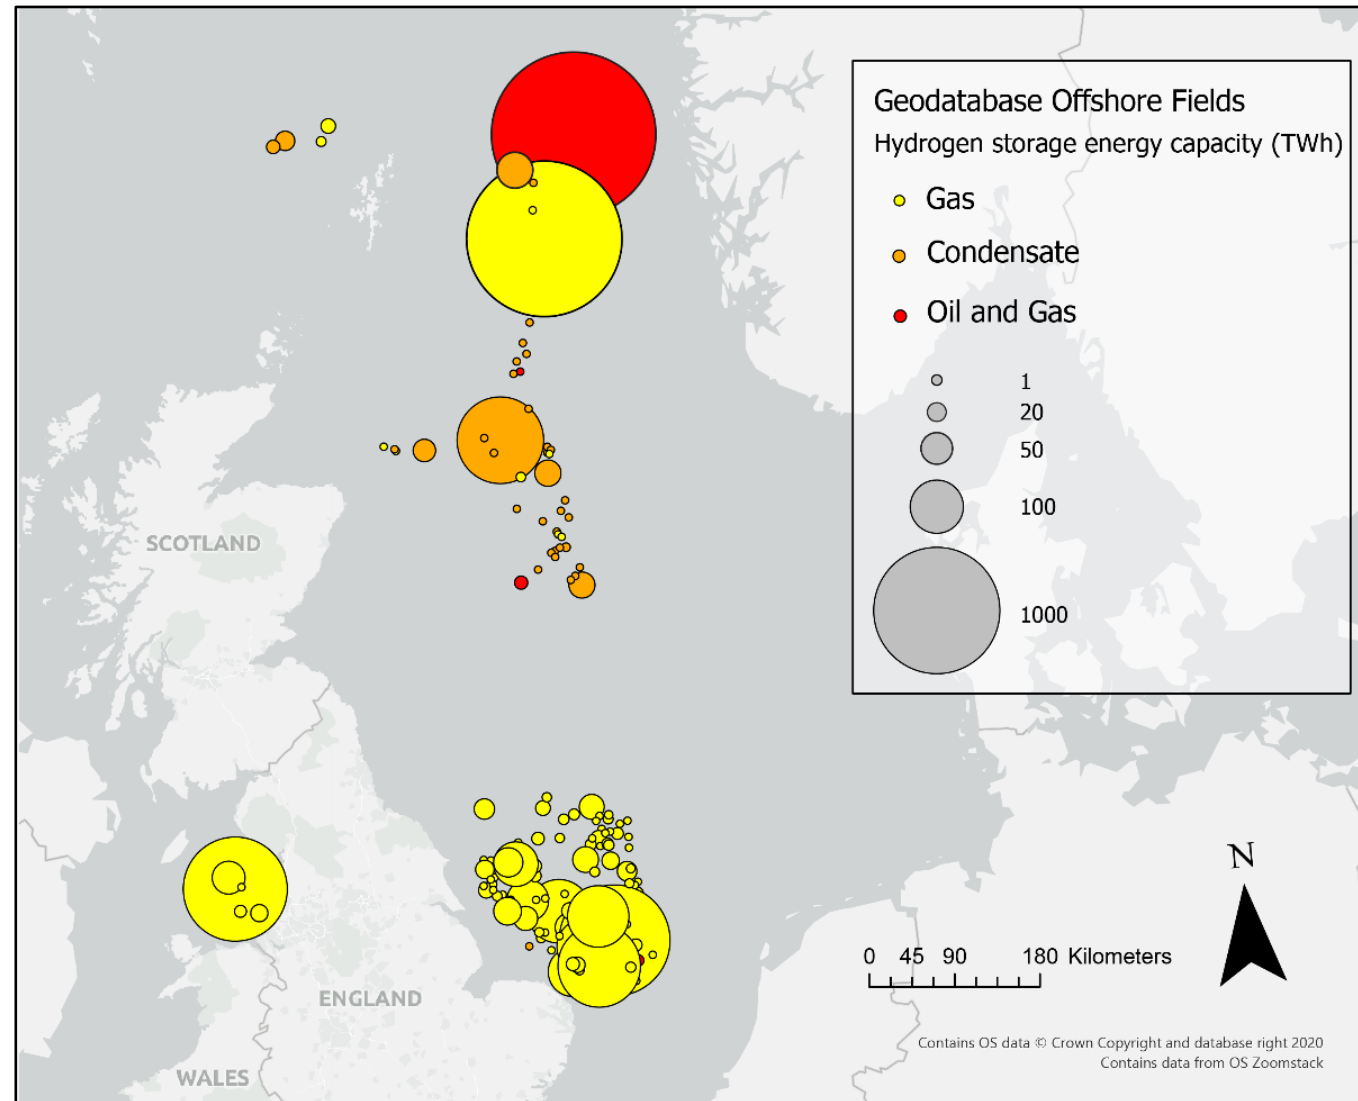 Geodatabase Offshore Fields
Hydrogen storage energy capacity (TWh)
Gas
Condensate
Oil and Gas
1
20
50
100
1000
SCOTLAND
ENGLAND
WALES
N
0 45 90 180 Kilometers
Contains OS data © Crown Copyright and database right 2020
Contains data from OS Zoomstack